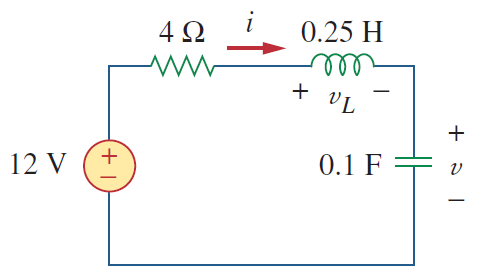 4 Ω
i
0.25 H
+ v_L −
12 V
+
−
0.1 F
+
v
−